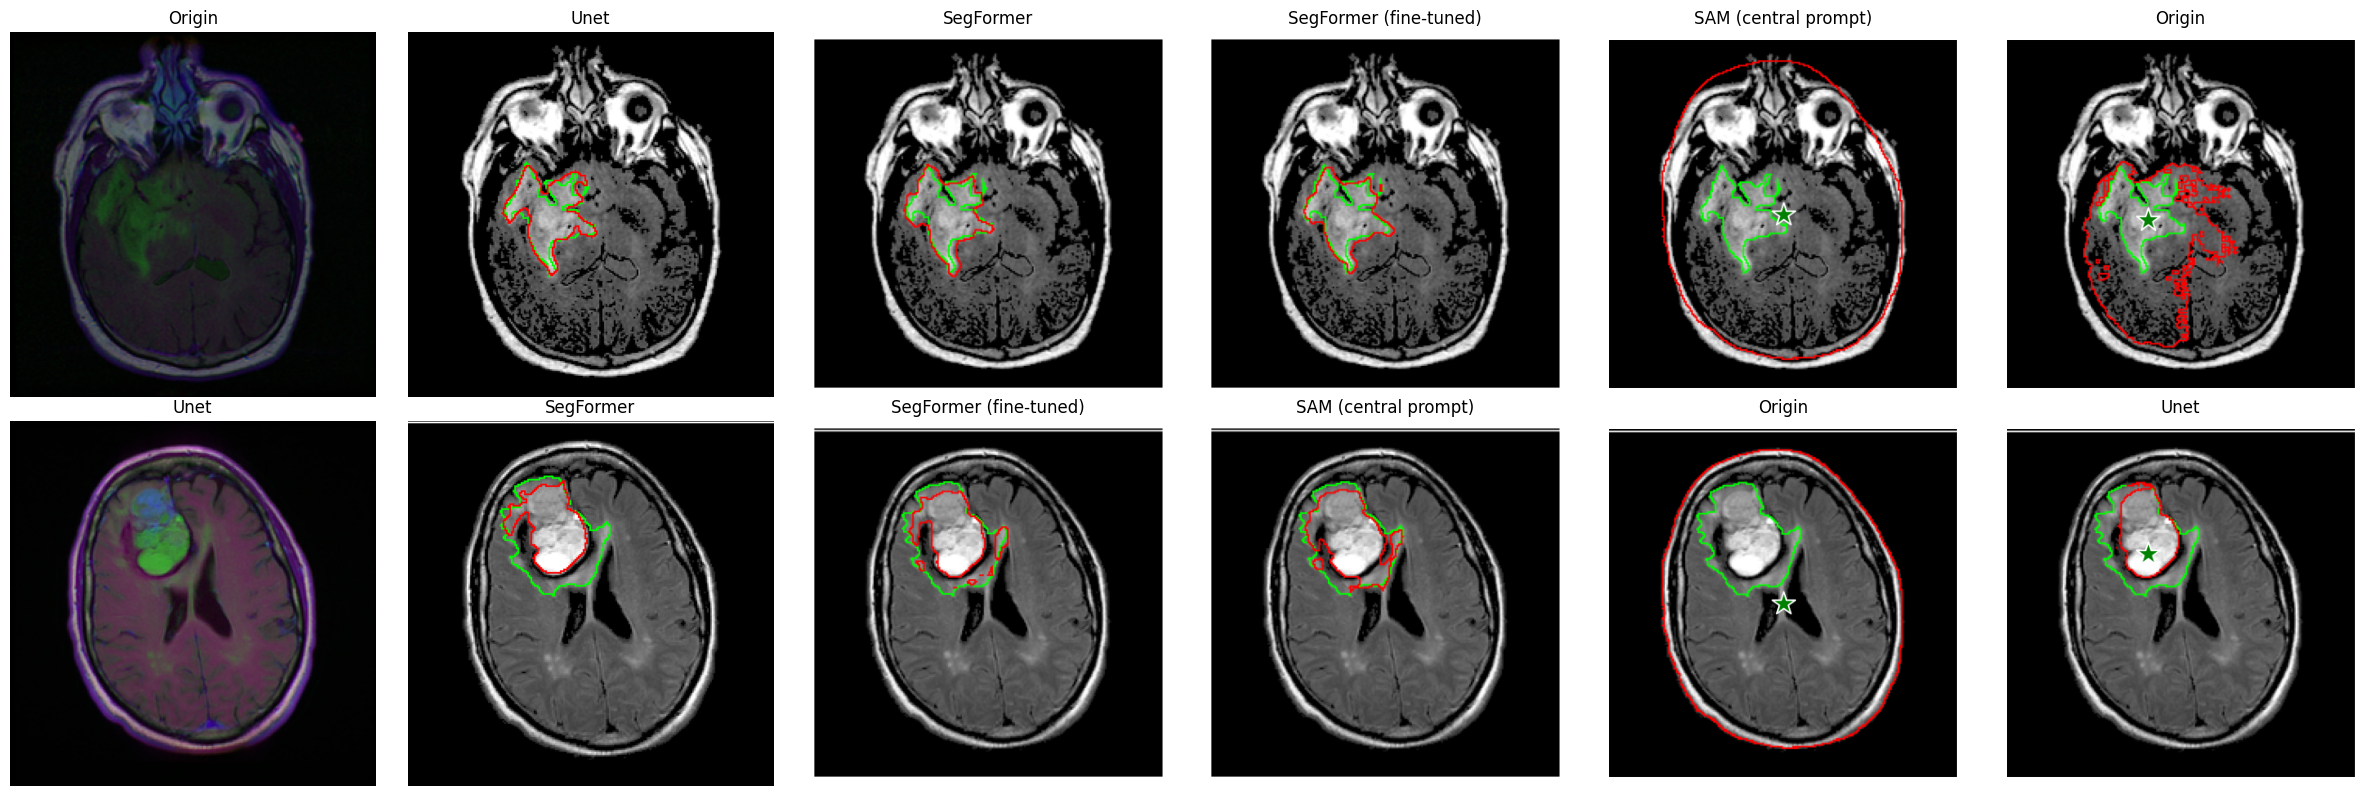 Origin
Unet
SegFormer
SegFormer (fine-tuned)
SAM (central prompt)
Origin
Unet
SegFormer
SegFormer (fine-tuned)
SAM (central prompt)
Origin
Unet